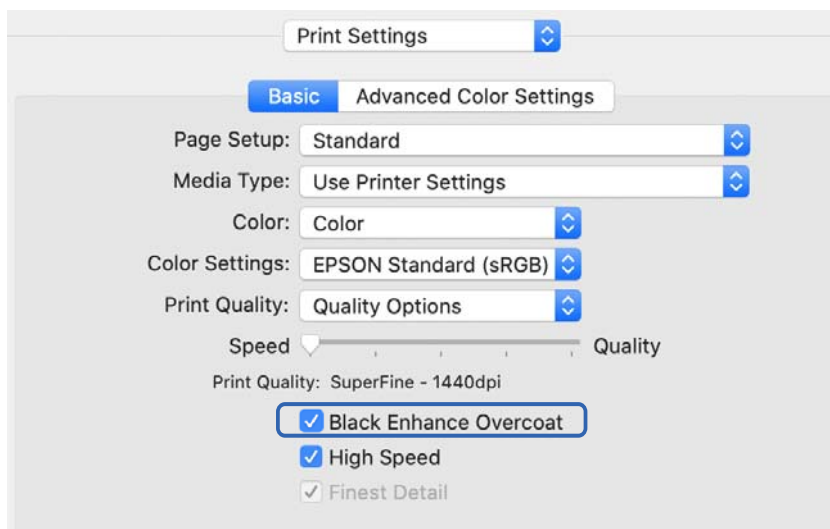 Print Settings
Basic Advanced Color Settings
Page Setup: Standard
Media Type: Use Printer Settings
Color: Color
Color Settings: EPSON Standard (sRGB)
Print Quality: Quality Options
Speed Quality
Print Quality: SuperFine - 1440dpi
Black Enhance Overcoat
High Speed
Finest Detail